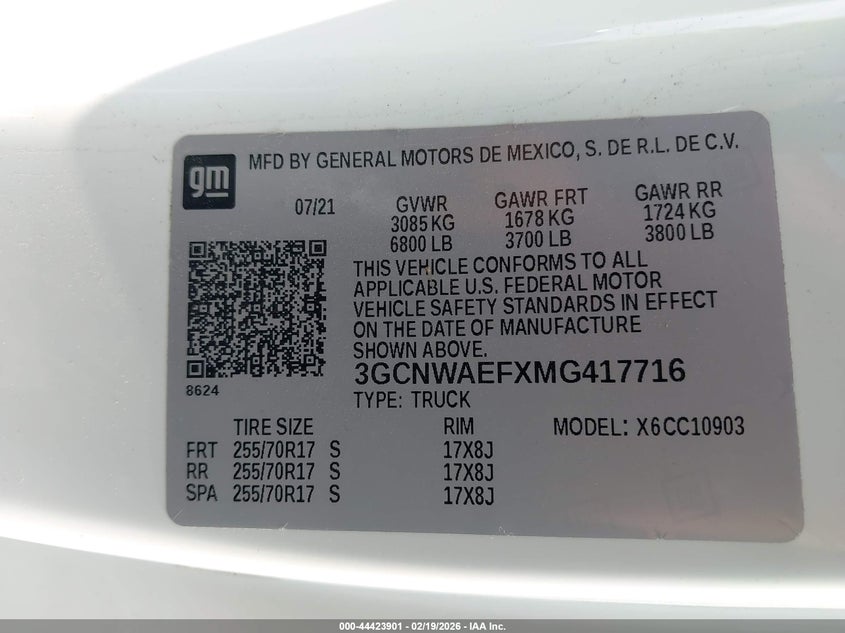 gm
MFD BY GENERAL MOTORS DE MEXICO, S. DE R.L. DE C.V.
07/21 GVWR GAWR FRT GAWR RR
3085 KG 1678 KG 1724 KG
6800 LB 3700 LB 3800 LB
THIS VEHICLE CONFORMS TO ALL
APPLICABLE U.S. FEDERAL MOTOR
VEHICLE SAFETY STANDARDS IN EFFECT
ON THE DATE OF MANUFACTURE
SHOWN ABOVE.
8624
3GCNWAEFXMG417716
TYPE: TRUCK
TIRE SIZE RIM MODEL: X6CC10903
FRT 255/70R17 S 17X8J
RR 255/70R17 S 17X8J
SPA 255/70R17 S 17X8J
000-44423901 - 02/19/2026 - IAA Inc.